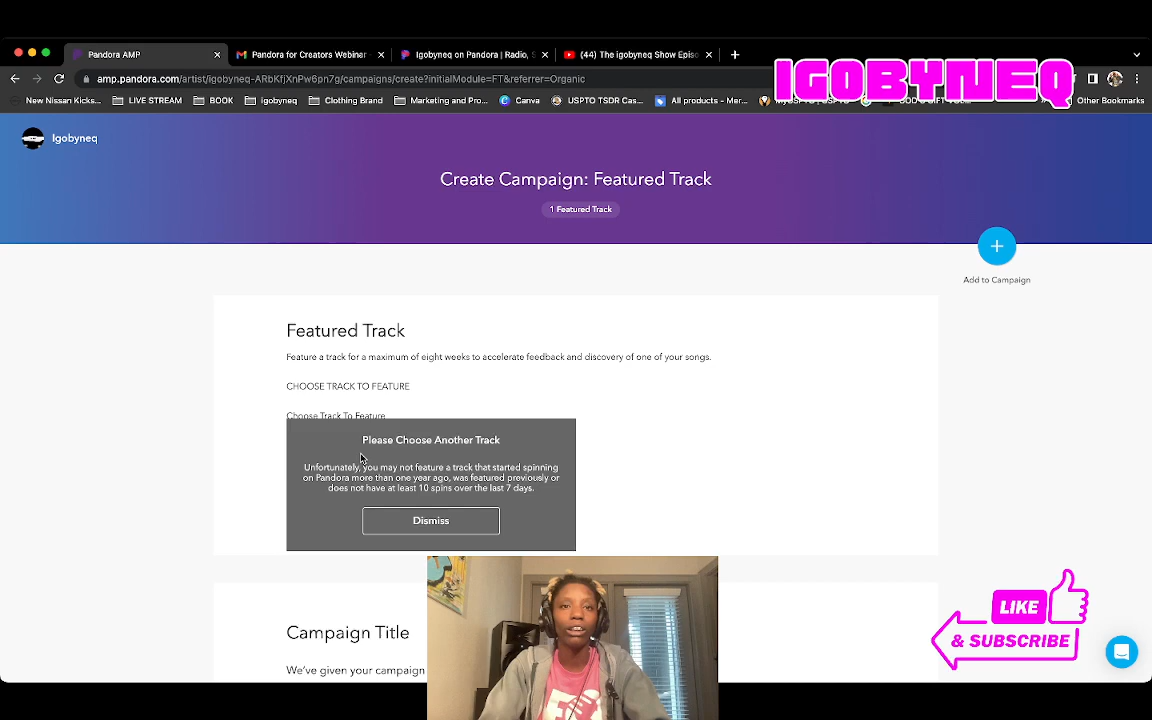 Pandora AMP
Pandora for Creators Webinar
Igobyneq on Pandora | Radio, S
(44) The igobyneq Show Episo
amp.pandora.com/artist/igobyneq-ARbKfjXnPw6pn7g/campaigns/create?initialModule=FT&referrer=Organic
IGOBYNEQ
New Nissan Kicks...
LIVE STREAM
BOOK
igobyneq
Clothing Brand
Marketing and Pro...
Canva
USPTO TSDR Cas...
All products - Mer...
Other Bookmarks
Igobyneq
Create Campaign: Featured Track
1 Featured Track
Add to Campaign
Featured Track
Feature a track for a maximum of eight weeks to accelerate feedback and discovery of one of your songs.
CHOOSE TRACK TO FEATURE
Choose Track To Feature
Please Choose Another Track
Unfortunately, you may not feature a track that started spinning
on Pandora more than one year ago, was featured previously or
does not have at least 10 spins over the last 7 days.
Dismiss
Campaign Title
We've given your campaign
LIKE
& SUBSCRIBE